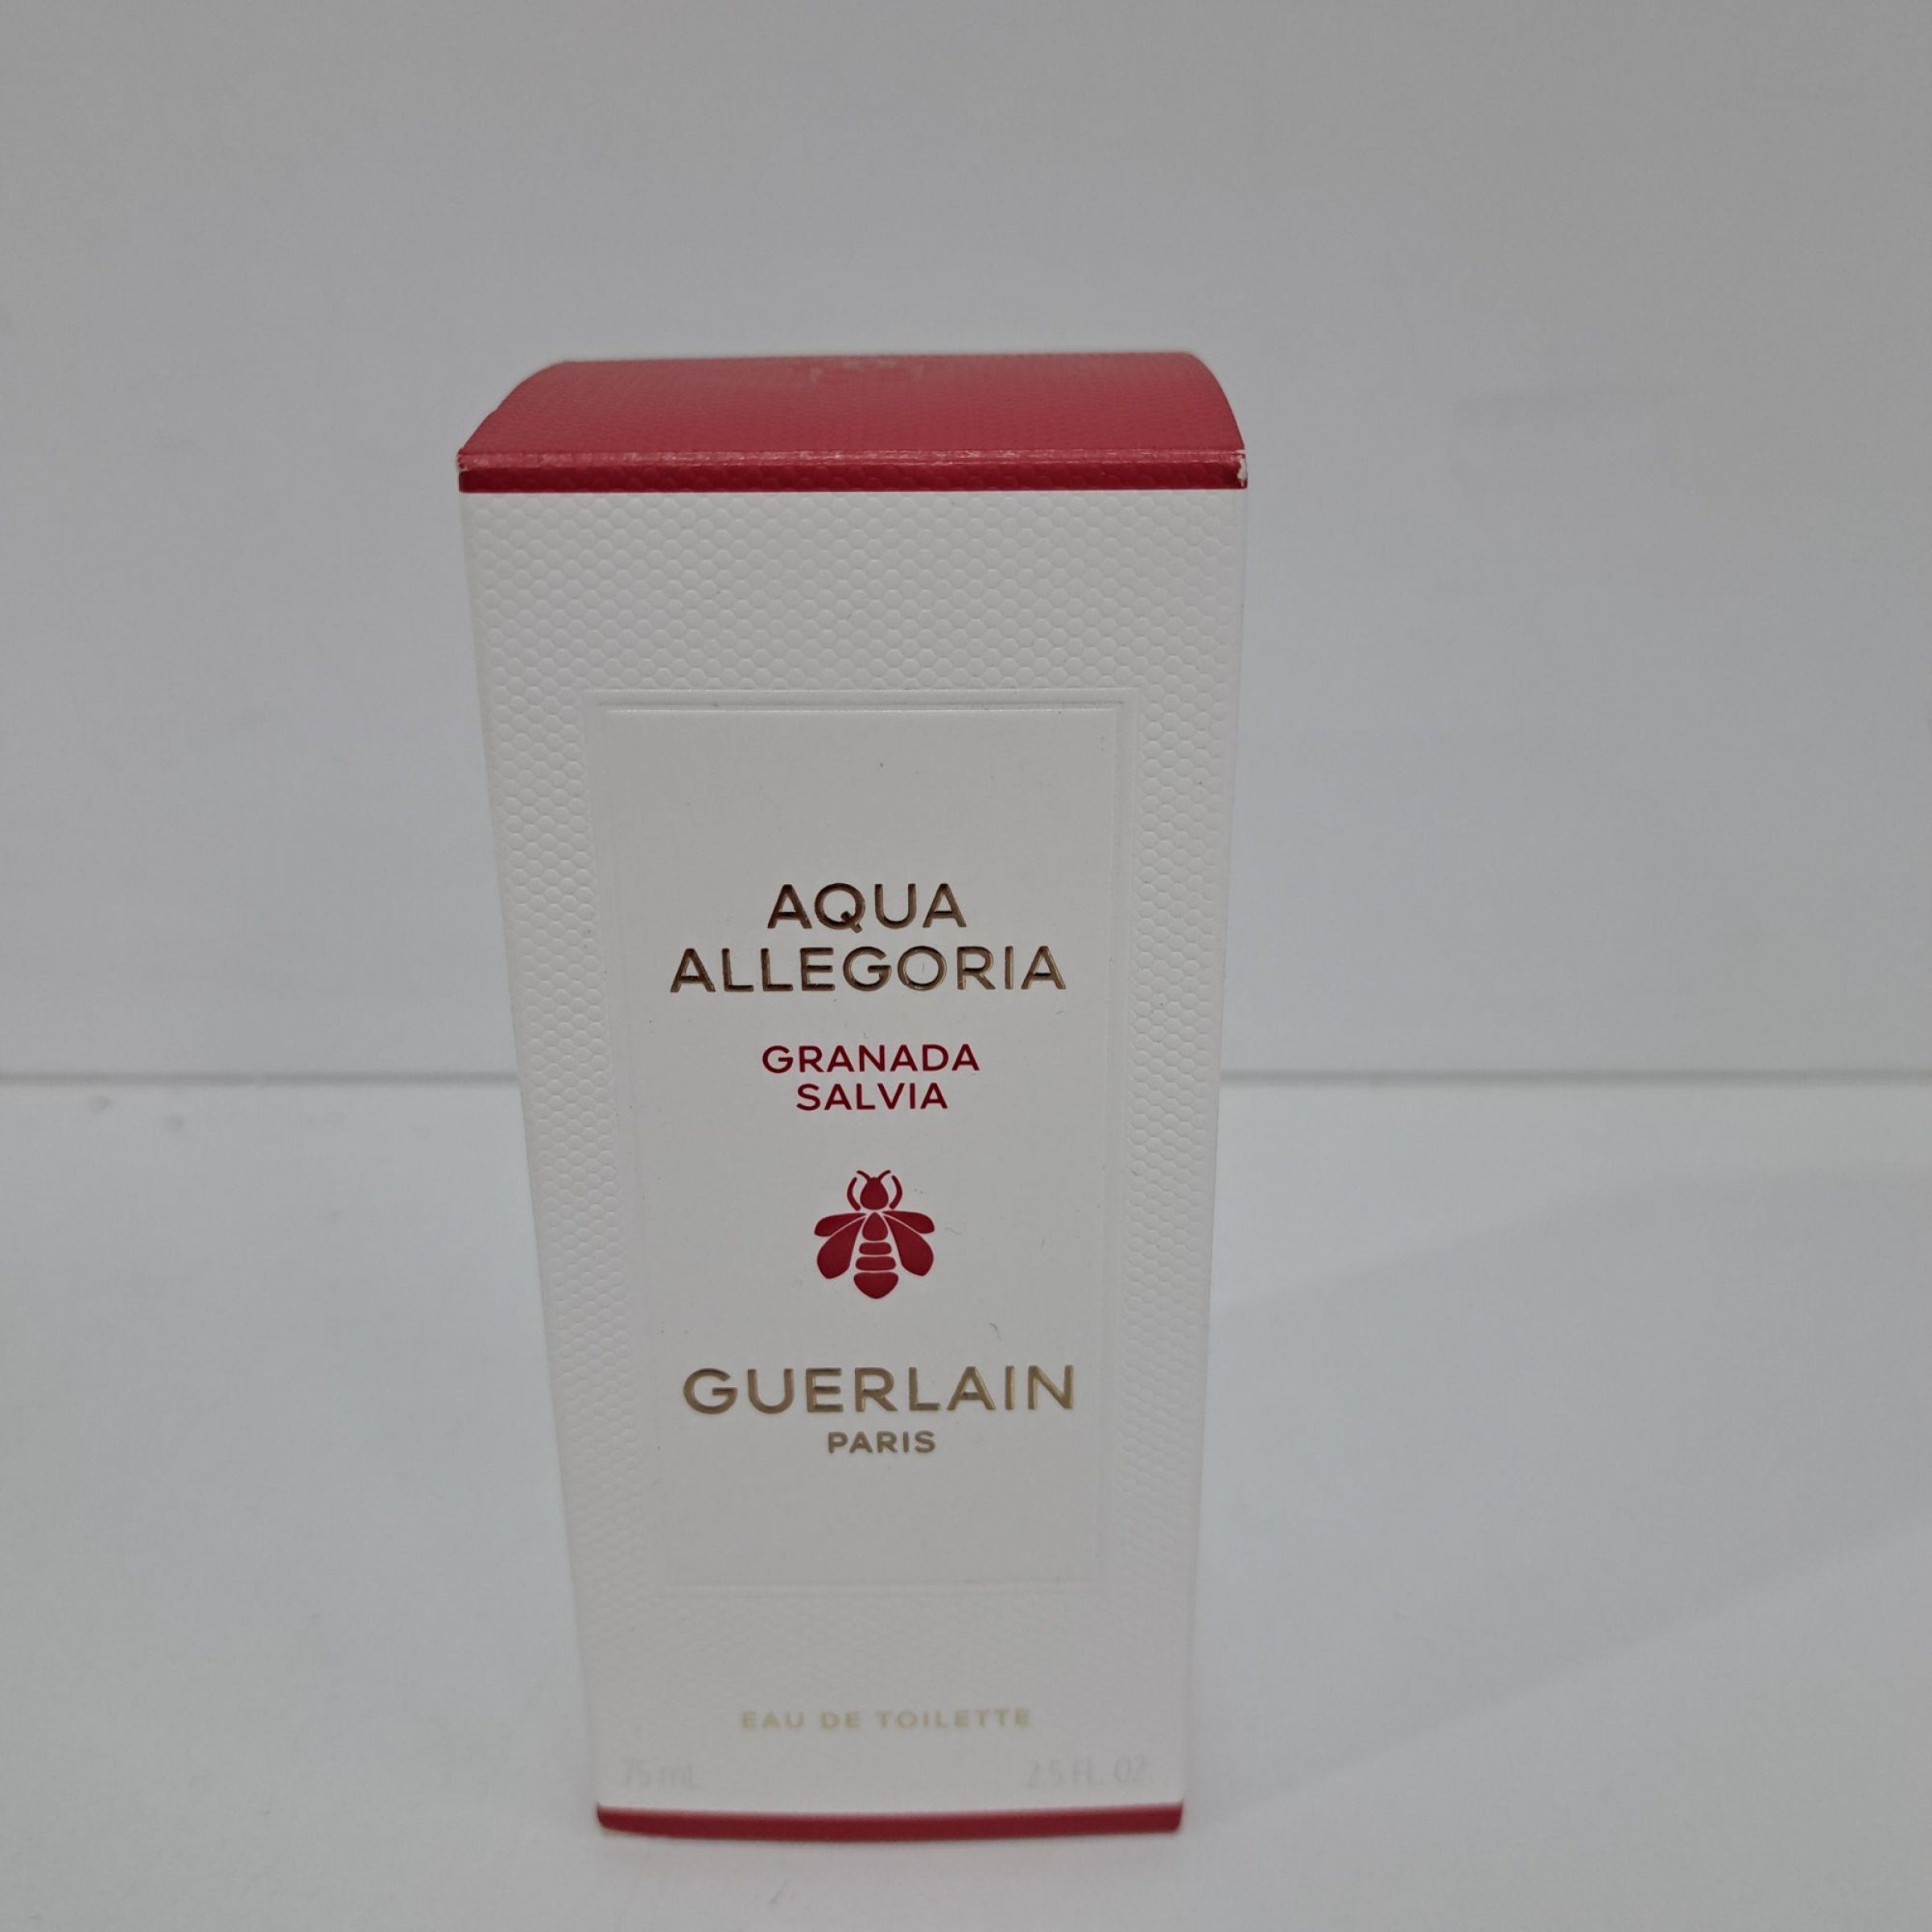 AQUA
ALLEGORIA
GRANADA
SALVIA
GUERLAIN
PARIS
EAU DE TOILETTE
75 mL 2.5 FL. OZ.